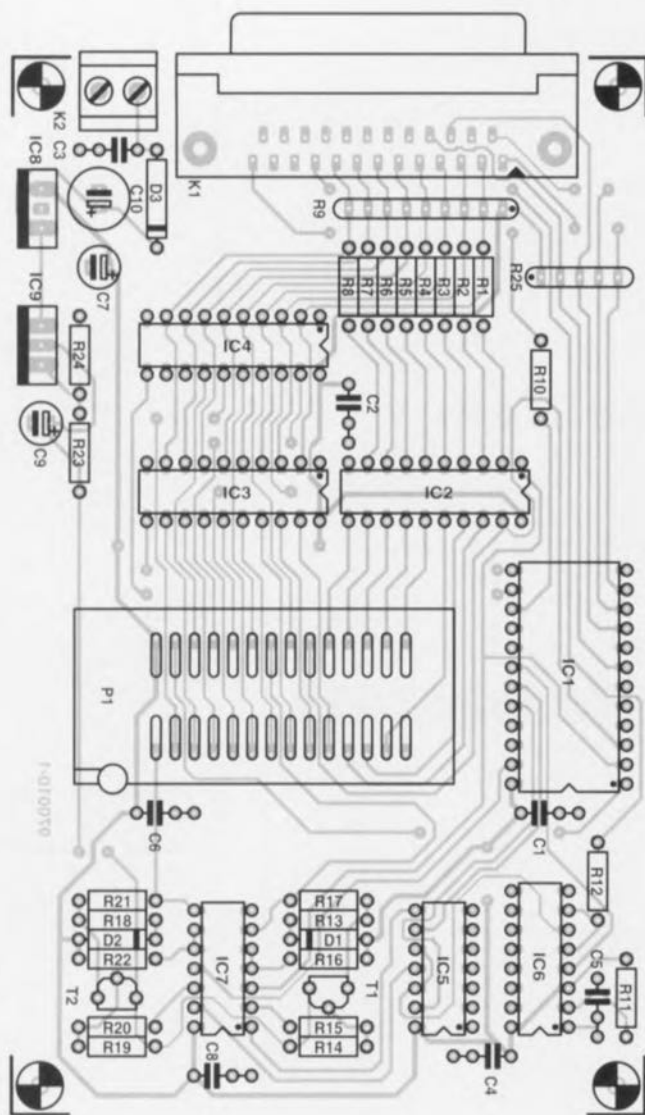 K2
K1
C3
IC8
D3
C10
R9
R25
C7
IC9
R8
R7
R6
R5
R4
R3
R2
R1
IC4
R24
C2
R10
C9
R23
IC3
IC2
IC1
P1
070010-1
C6
C1
R12
R21
R18
D2
R22
R17
R13
D1
R16
IC7
IC5
IC6
C5
R11
T2
T1
R20
R19
R15
R14
C8
C4